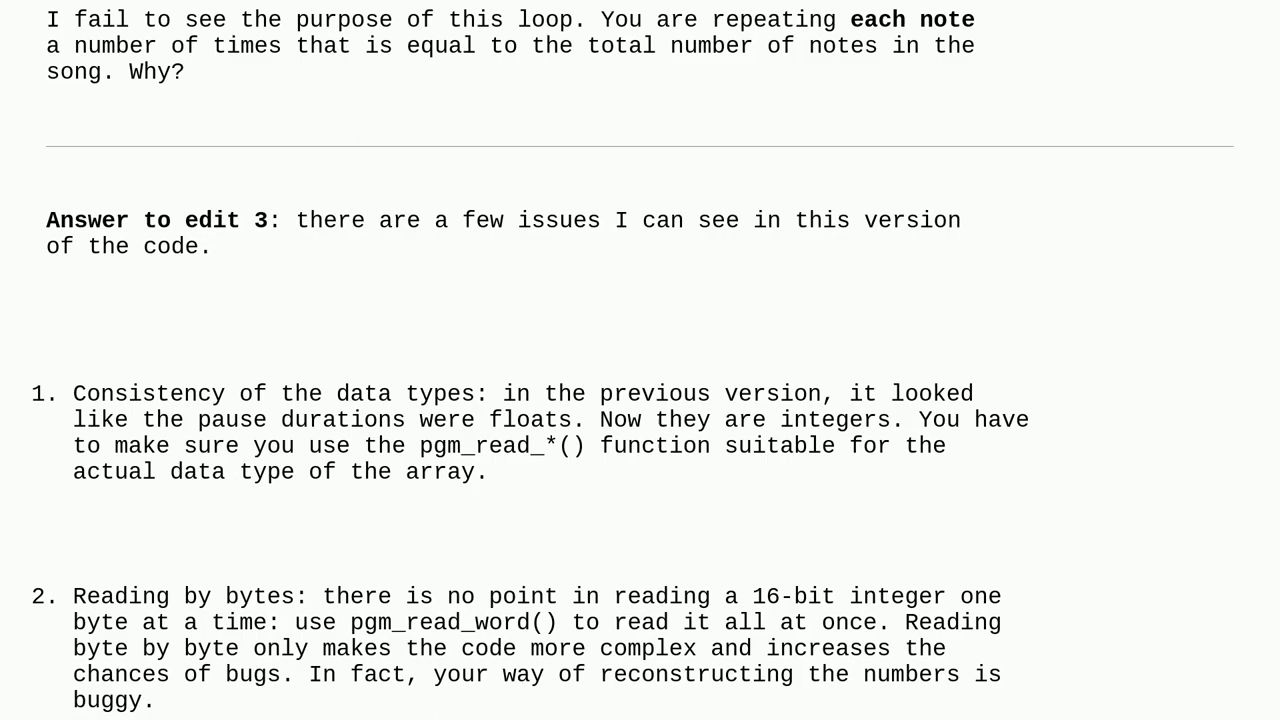 I fail to see the purpose of this loop. You are repeating each note
a number of times that is equal to the total number of notes in the
song. Why?
Answer to edit 3: there are a few issues I can see in this version
of the code.
1. Consistency of the data types: in the previous version, it looked
like the pause durations were floats. Now they are integers. You have
to make sure you use the pgm_read_*() function suitable for the
actual data type of the array.
2. Reading by bytes: there is no point in reading a 16-bit integer one
byte at a time: use pgm_read_word() to read it all at once. Reading
byte by byte only makes the code more complex and increases the
chances of bugs. In fact, your way of reconstructing the numbers is
buggy.